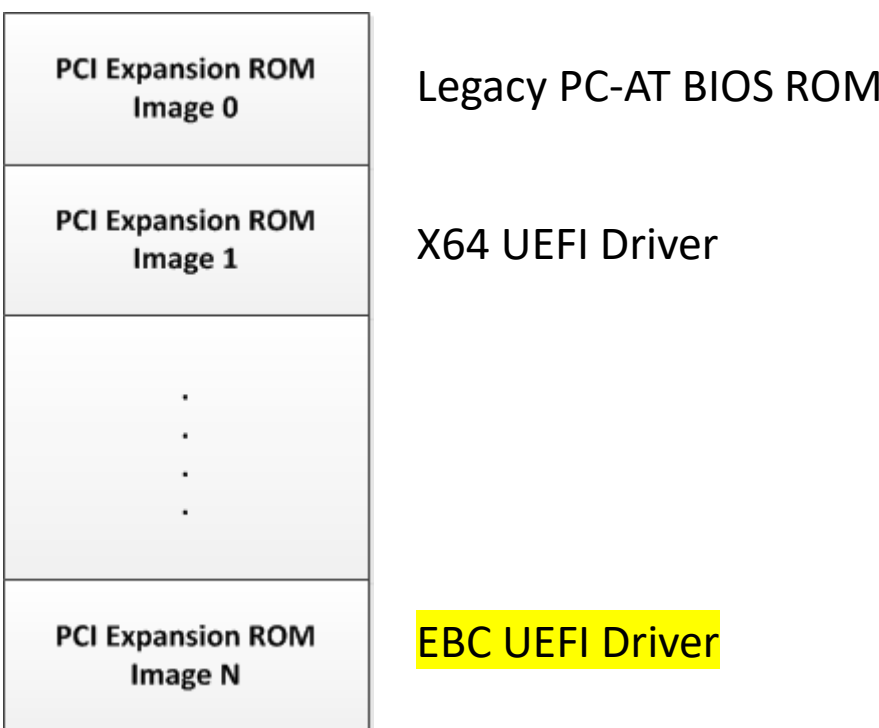 PCI Expansion ROM
Image 0
Legacy PC-AT BIOS ROM
PCI Expansion ROM
Image 1
X64 UEFI Driver
.
.
.
.
PCI Expansion ROM
Image N
EBC UEFI Driver